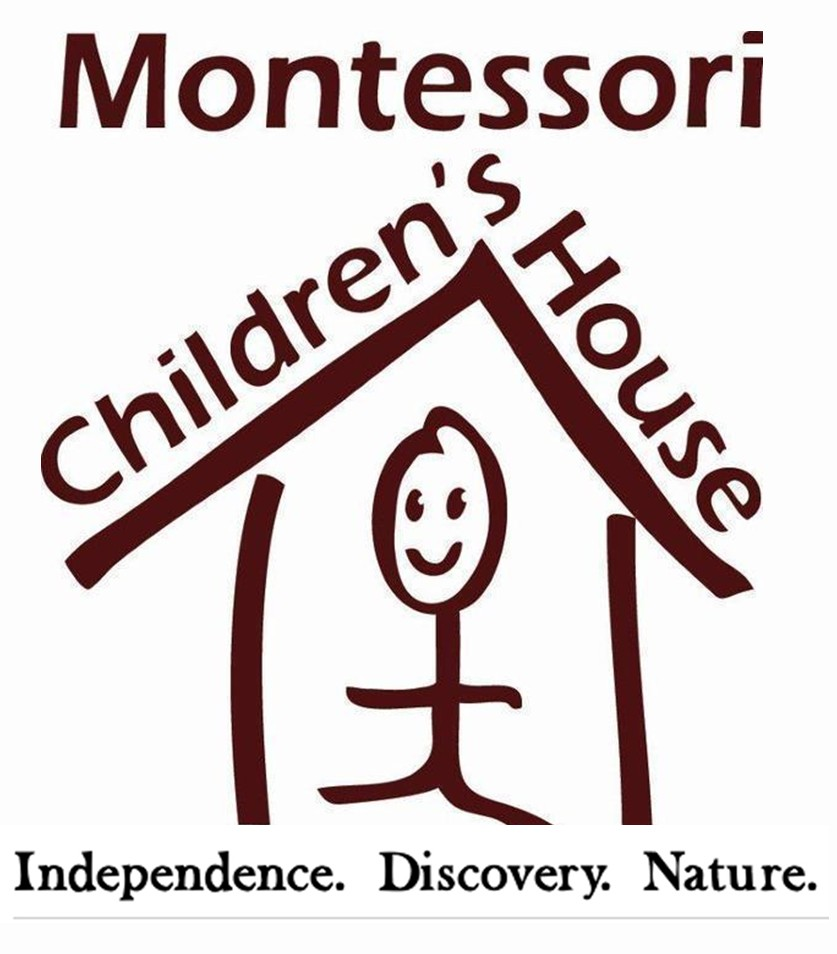 Montessori
Children's House
Independence. Discovery. Nature.